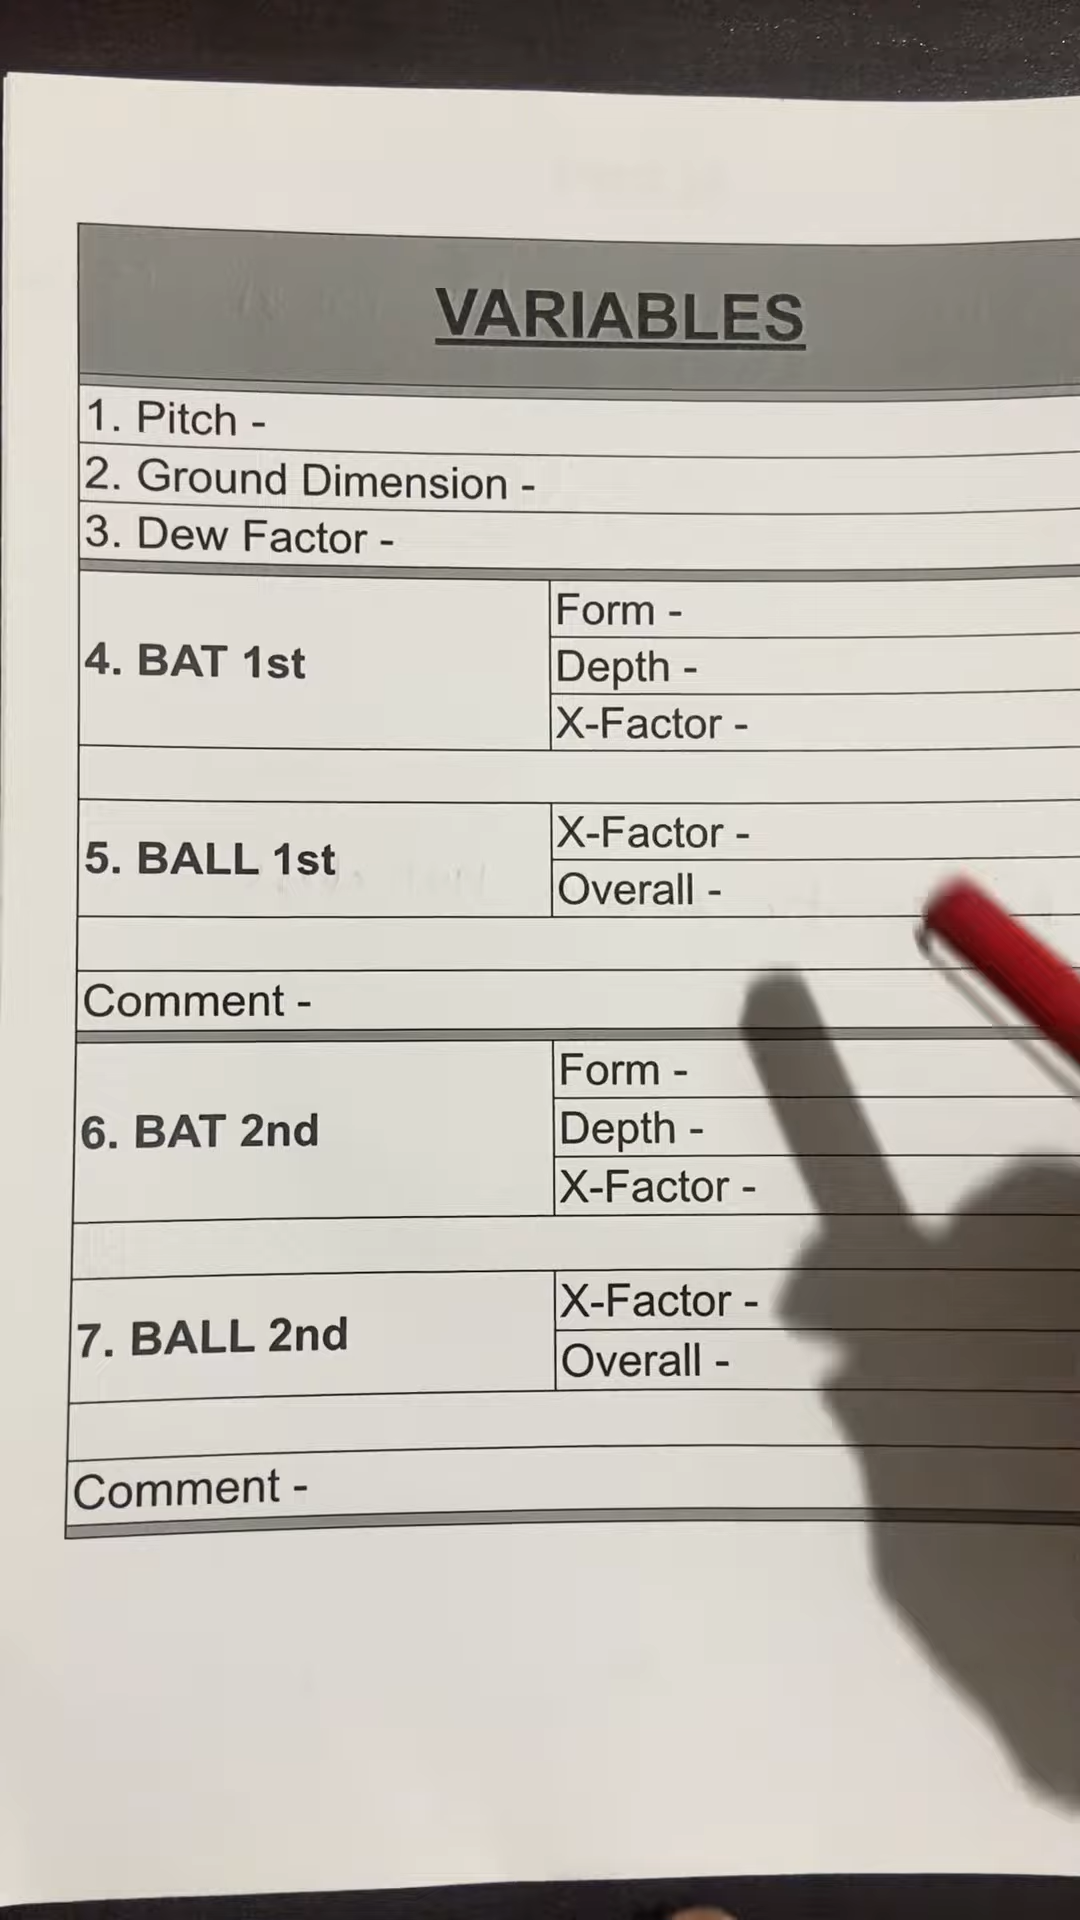 VARIABLES
1. Pitch -
2. Ground Dimension -
3. Dew Factor -
4. BAT 1st
Form -
Depth -
X-Factor -
5. BALL 1st
X-Factor -
Overall -
Comment -
6. BAT 2nd
Form -
Depth -
X-Factor -
7. BALL 2nd
X-Factor -
Overall -
Comment -